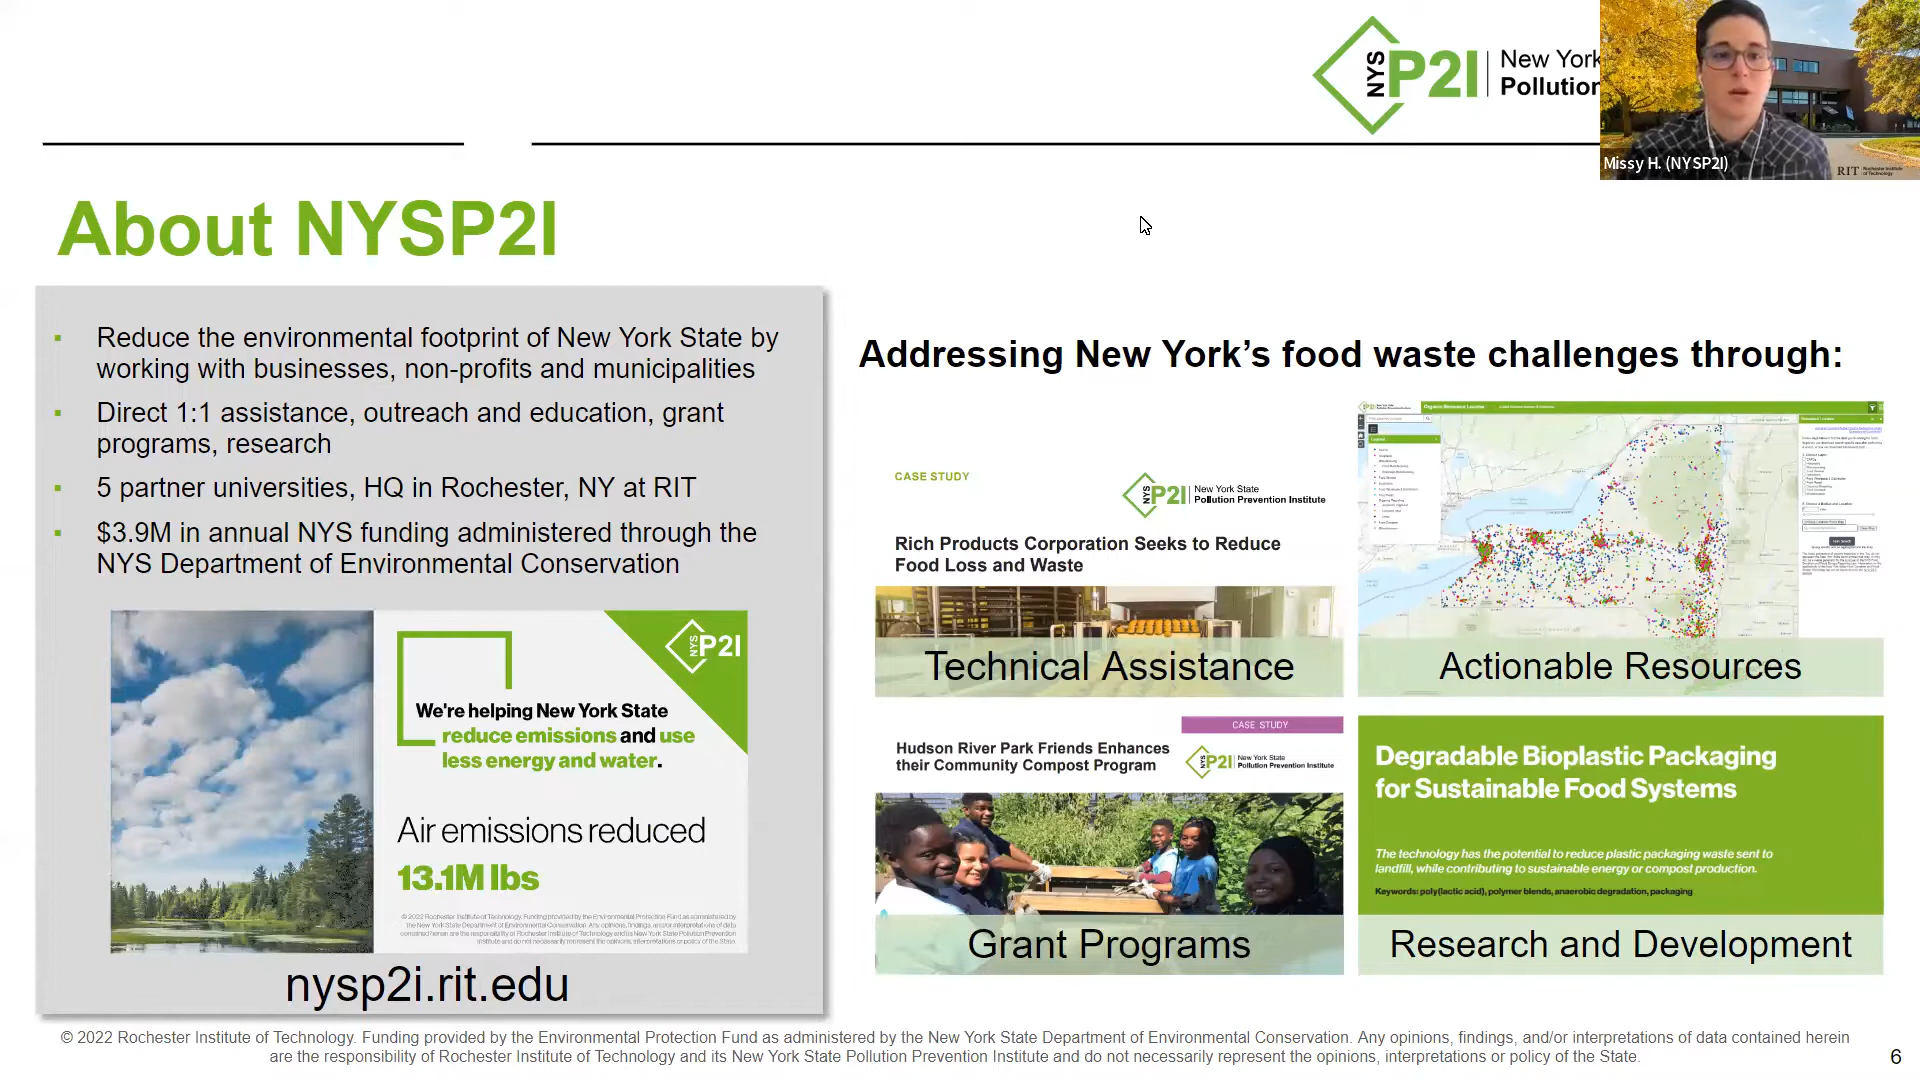 NYS P2I
New York
Pollution
Missy H. (NYSP2I)
RIT Rochester Institute
of Technology
About NYSP2I
Reduce the environmental footprint of New York State by
working with businesses, non-profits and municipalities
Direct 1:1 assistance, outreach and education, grant
programs, research
5 partner universities, HQ in Rochester, NY at RIT
$3.9M in annual NYS funding administered through the
NYS Department of Environmental Conservation
NYS P2I
We're helping New York State
reduce emissions and use
less energy and water.
Air emissions reduced
13.1M lbs
© 2022 Rochester Institute of Technology. Funding provided by the Environmental Protection Fund as administered by
the New York State Department of Environmental Conservation. Any opinions, findings, and/or interpretations of data
contained herein are the responsibility of Rochester Institute of Technology and its New York State Pollution Prevention
Institute and do not necessarily represent the opinions, interpretations or policy of the State.
nysp2i.rit.edu
Addressing New York’s food waste challenges through:
CASE STUDY
NYS P2I
New York State
Pollution Prevention Institute
Rich Products Corporation Seeks to Reduce
Food Loss and Waste
Technical Assistance
Organic Resource Locator
Legend
Actionable Resources
CASE STUDY
Hudson River Park Friends Enhances
their Community Compost Program
NYS P2I
New York State
Pollution Prevention Institute
Grant Programs
Degradable Bioplastic Packaging
for Sustainable Food Systems
The technology has the potential to reduce plastic packaging waste sent to
landfill, while contributing to sustainable energy or compost production.
Keywords: poly(lactic acid), polymer blends, anaerobic degradation, packaging
Research and Development
© 2022 Rochester Institute of Technology. Funding provided by the Environmental Protection Fund as administered by the New York State Department of Environmental Conservation. Any opinions, findings, and/or interpretations of data contained herein
are the responsibility of Rochester Institute of Technology and its New York State Pollution Prevention Institute and do not necessarily represent the opinions, interpretations or policy of the State.
6